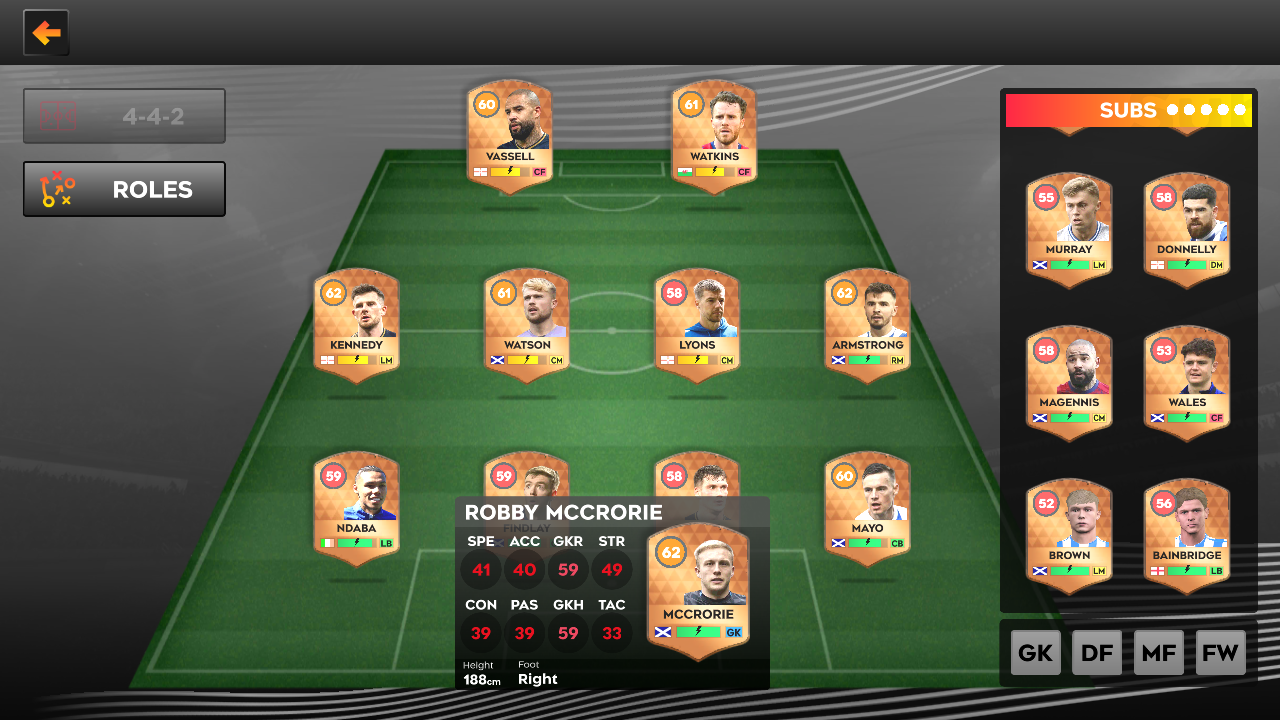 4-4-2
ROLES
60
VASSELL
CF
61
WATKINS
CF
62
KENNEDY
LM
61
WATSON
CM
58
LYONS
CM
62
ARMSTRONG
RM
59
NDABA
LB
59
FINDLAY
58
60
MAYO
CB
ROBBY MCCRORIE
SPE ACC GKR STR
41 40 59 49
CON PAS GKH TAC
39 39 59 33
Height Foot
188cm Right
62
MCCRORIE
GK
SUBS
55
MURRAY
LM
58
DONNELLY
DM
58
MAGENNIS
CM
53
WALES
CF
52
BROWN
LM
56
BAINBRIDGE
LB
GK DF MF FW